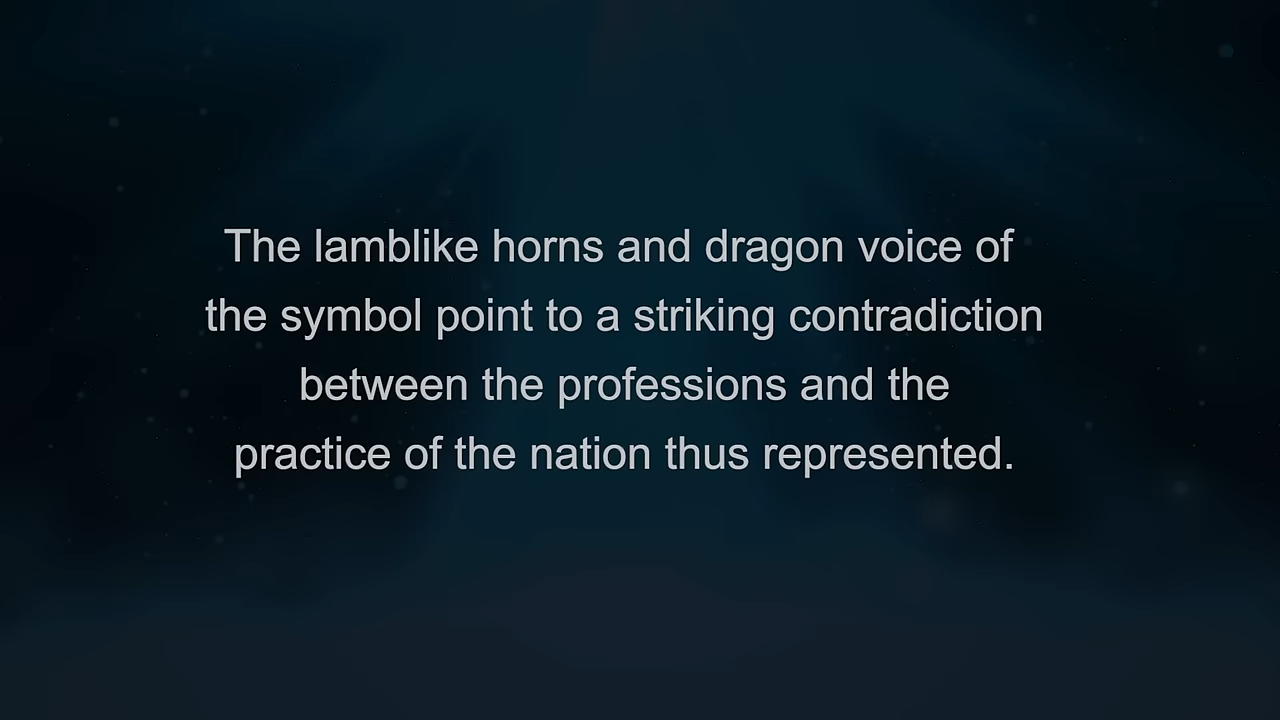 The lamblike horns and dragon voice of
the symbol point to a striking contradiction
between the professions and the
practice of the nation thus represented.